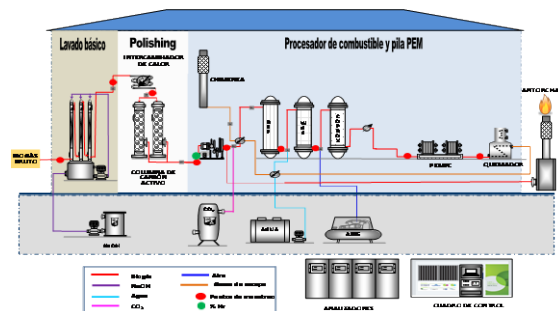 Lavado básico
Polishing
Procesador de combustible y pila PEM
INTERCAMBIADOR
DE CALOR
CHIMENEA
ANTORCHA
BIOGÁS
BRUTO
COLUMNA DE
CARBÓN
ACTIVO
PEMFC
QUEMADOR
NaOH
CO₂
AGUA
AIRE
Biogás
NaOH
Agua
CO₂
Aire
Gases de escape
Puntos de muestreo
% Hr
ANALIZADORES
CUADRO DE CONTROL